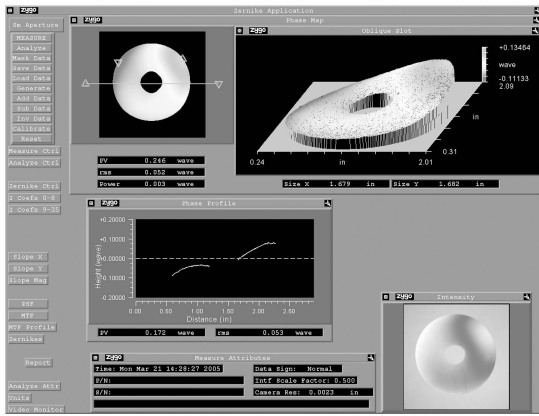 zygo Zernike Application
Sm Aperture
MEASURE
Analyze
Mask Data
Save Data
Load Data
Generate
Add Data
Sub Data
Inv Data
Calibrate
Reset
Measure Ctrl
Analyze Ctrl
Zernike Ctrl
Z Coefs 0-8
Z Coefs 9-35
Slope X
Slope Y
Slope Mag
PSF
MTF
MTF Profile
Zernikes
Report
Analyze Attr
Units
Video Monitor
zygo Phase Map
PV 0.246 wave
rms 0.052 wave
Power 0.003 wave
zygo Oblique Plot
+0.13464
wave
-0.11133
2.09
in
0.31
0.24 in 2.01
Size X 1.679 in Size Y 1.682 in
zygo Phase Profile
+0.20000
+0.10000
+0.00000
-0.10000
-0.20000
Height (wave)
0.00 0.50 1.00 1.50 2.00 2.50
Distance (in)
PV 0.172 wave rms 0.053 wave
zygo Measure Attributes
Time: Mon Mar 21 14:28:27 2005 Data Sign: Normal
P/N: Intf Scale Factor: 0.500
S/N: Camera Res: 0.0023 in
zygo Intensity